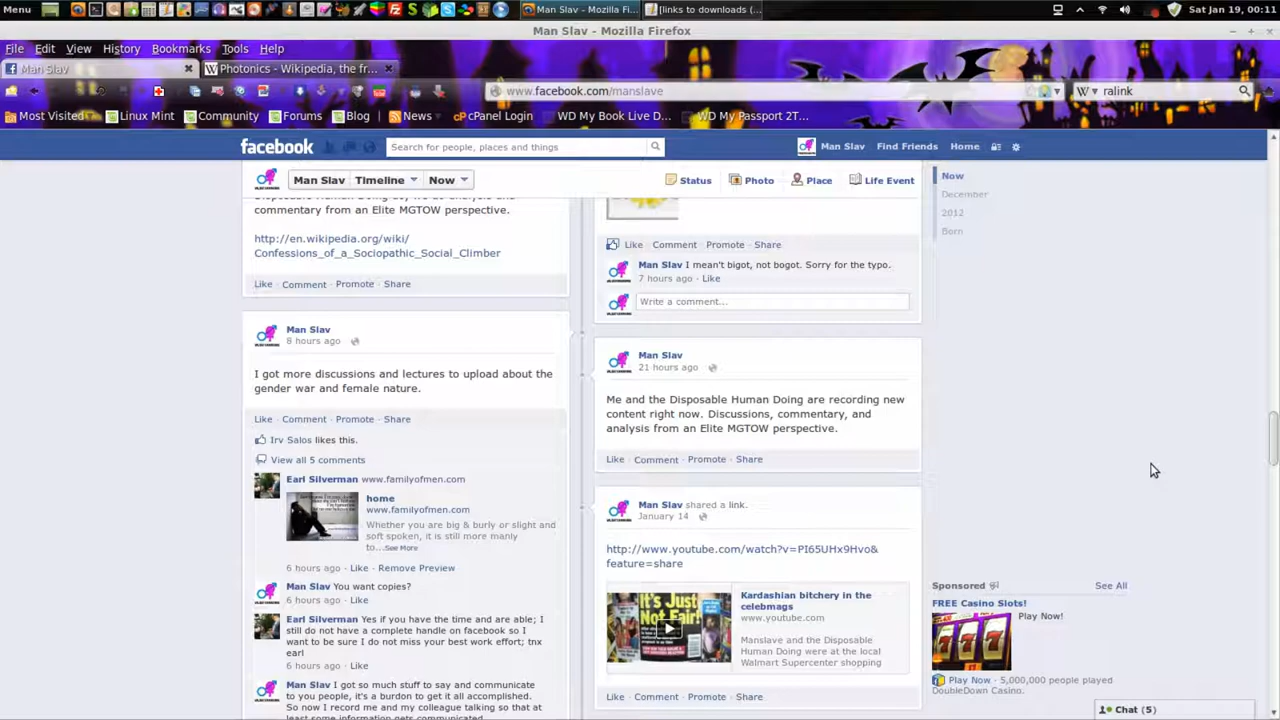 Menu
Man Slav - Mozilla Fi...
[links to downloads (...
Sat Jan 19, 00:11
Man Slav - Mozilla Firefox
File Edit View History Bookmarks Tools Help
Man Slav
Photonics - Wikipedia, the fr...
www.facebook.com/manslave
ralink
Most Visited
Linux Mint
Community
Forums
Blog
News
cPanel Login
WD My Book Live D...
WD My Passport 2T...
facebook
Search for people, places and things
Man Slav Find Friends Home
Man Slav Timeline Now
Status Photo Place Life Event
Now
December
2012
Born
commentary from an Elite MGTOW perspective.
http://en.wikipedia.org/wiki/
Confessions_of_a_Sociopathic_Social_Climber
Like Comment Promote Share
Man Slav
8 hours ago
I got more discussions and lectures to upload about the
gender war and female nature.
Like · Comment · Promote · Share
Irv Salos likes this.
View all 5 comments
Earl Silverman www.familyofmen.com
home
www.familyofmen.com
Whether you are big & burly or slight and
soft spoken, it is still more manly
to...See More
6 hours ago · Like · Remove Preview
Man Slav You want copies?
6 hours ago · Like
Earl Silverman Yes if you have the time and are able; I
still do not have a complete handle on facebook so I
want to be sure I do not miss your best work effort; tnx
earl
6 hours ago · Like
Man Slav I got so much stuff to say and communicate
to you people, it's a burdon to get it all accomplished.
So now I record me and my colleague talking so that at
least some information gets communicated.
Like · Comment · Promote · Share
Man Slav I mean't bigot, not bogot. Sorry for the typo.
7 hours ago · Like
Write a comment...
Man Slav
21 hours ago
Me and the Disposable Human Doing are recording new
content right now. Discussions, commentary, and
analysis from an Elite MGTOW perspective.
Like · Comment · Promote · Share
Man Slav shared a link.
January 14
http://www.youtube.com/watch?v=PI65UHx9Hvo&
feature=share
It's Just
Not Fair!
Kardashian bitchery in the
celebmags
www.youtube.com
Manslave and the Disposable
Human Doing were at the local
Walmart Supercenter shopping
Like · Comment · Promote · Share
Sponsored See All
FREE Casino Slots!
Play Now!
Play Now · 5,000,000 people played
DoubleDown Casino.
Chat (5)